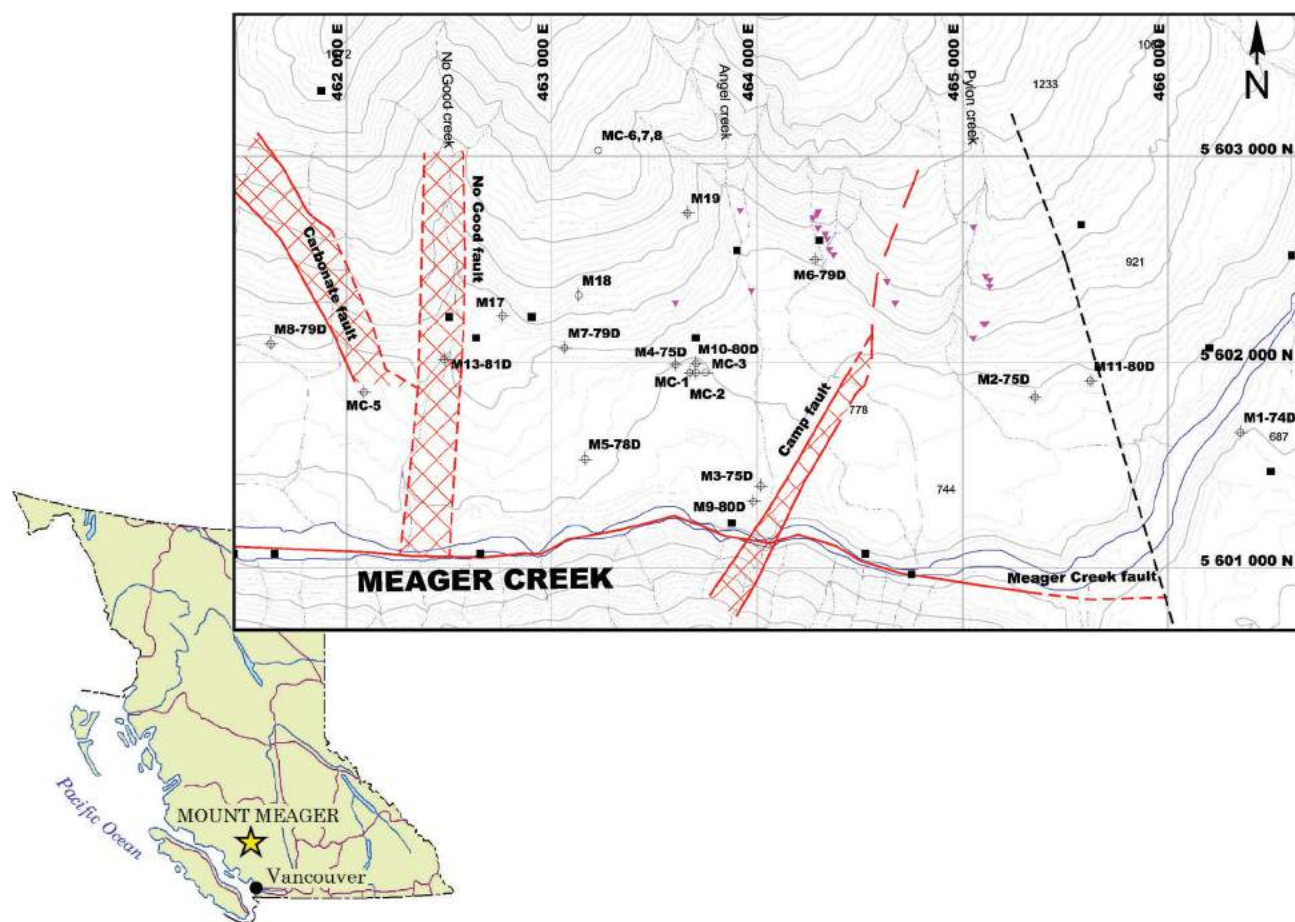 462 000 E
463 000 E
464 000 E
465 000 E
466 000 E
No Good creek
Angel creek
Pylon creek
1233
N
MC-6,7,8
5 603 000 N
No Good fault
M19
Carbonate fault
921
M6-79D
M18
M17
M8-79D
M7-79D
M13-81D
M4-75D
M10-80D
MC-3
5 602 000 N
MC-1
MC-2
MC-5
M2-75D
M11-80D
Camp fault
778
M1-74D
687
M5-78D
M3-75D
744
M9-80D
5 601 000 N
MEAGER CREEK
Meager Creek fault
Pacific Ocean
MOUNT MEAGER
Vancouver